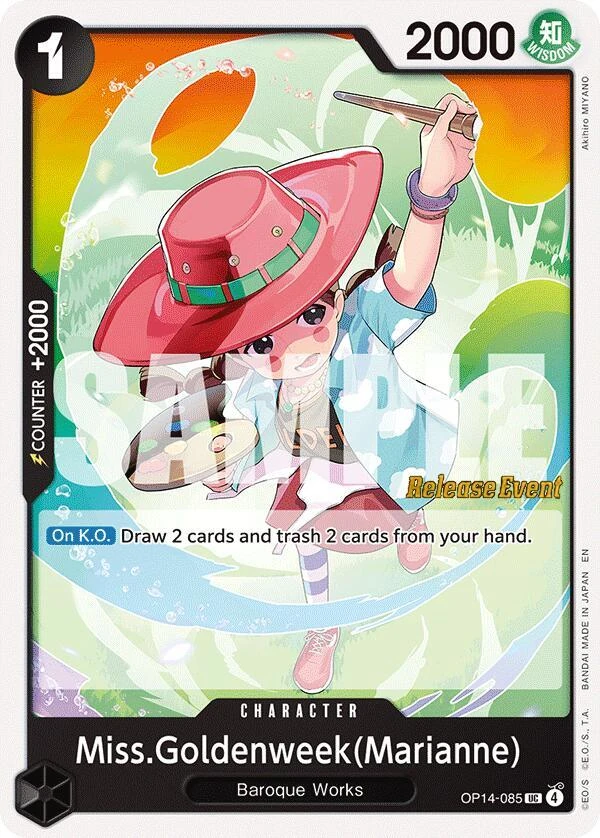 1
2000
知
WISDOM
Akihiro MIYANO
COUNTER +2000
SAMPLE
Release Event
On K.O. Draw 2 cards and trash 2 cards from your hand.
BANDAI MADE IN JAPAN EN
©EO/S ©E.O./S., T.A.
CHARACTER
Miss.Goldenweek(Marianne)
Baroque Works
OP14-085 UC 4